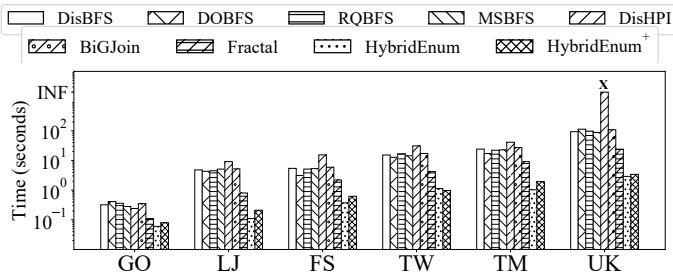 DisBFS DOBFS RQBFS MSBFS DisHPI
BiGJoin Fractal HybridEnum HybridEnum+
Time (seconds)
INF
10²
10¹
10⁰
10⁻¹
X
GO LJ FS TW TM UK